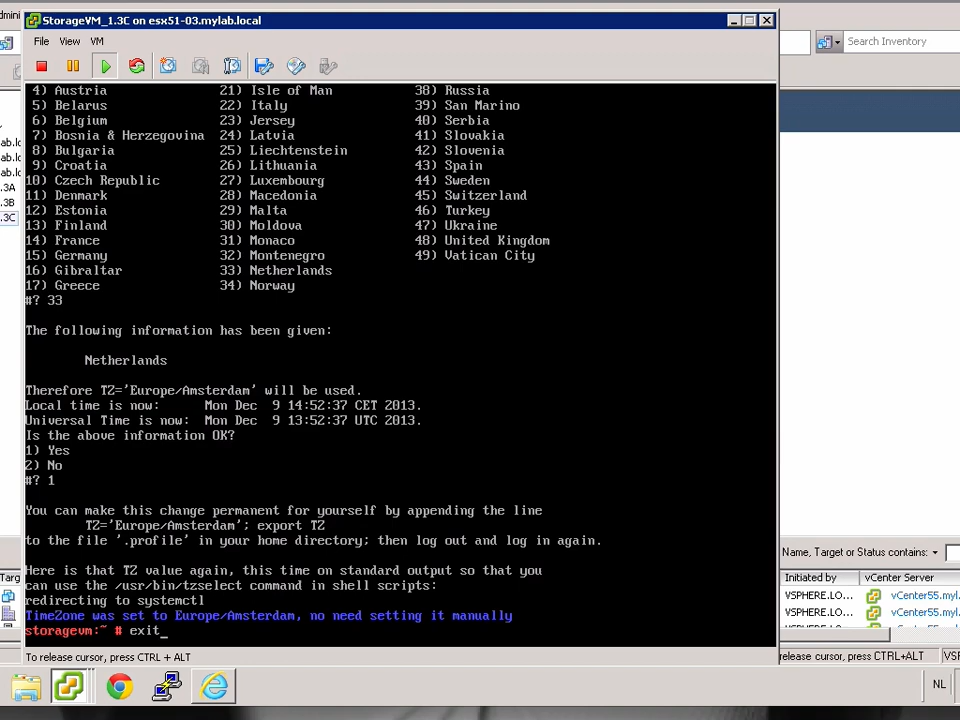 StorageVM_1.3C on esx51-03.mylab.local
File View VM
Search Inventory
4) Austria 21) Isle of Man 38) Russia
5) Belarus 22) Italy 39) San Marino
6) Belgium 23) Jersey 40) Serbia
7) Bosnia & Herzegovina 24) Latvia 41) Slovakia
8) Bulgaria 25) Liechtenstein 42) Slovenia
9) Croatia 26) Lithuania 43) Spain
10) Czech Republic 27) Luxembourg 44) Sweden
11) Denmark 28) Macedonia 45) Switzerland
12) Estonia 29) Malta 46) Turkey
13) Finland 30) Moldova 47) Ukraine
14) France 31) Monaco 48) United Kingdom
15) Germany 32) Montenegro 49) Vatican City
16) Gibraltar 33) Netherlands
17) Greece 34) Norway
#? 33
The following information has been given:
Netherlands
Therefore TZ='Europe/Amsterdam' will be used.
Local time is now: Mon Dec 9 14:52:37 CET 2013.
Universal Time is now: Mon Dec 9 13:52:37 UTC 2013.
Is the above information OK?
1) Yes
2) No
#? 1
You can make this change permanent for yourself by appending the line
TZ='Europe/Amsterdam'; export TZ
to the file '.profile' in your home directory; then log out and log in again.
Here is that TZ value again, this time on standard output so that you
can use the /usr/bin/tzselect command in shell scripts:
redirecting to systemctl
TimeZone was set to Europe/Amsterdam, no need setting it manually
storagevm:~ # exit_
To release cursor, press CTRL + ALT
.3A
.3B
.3C
Name, Target or Status contains:
Initiated by vCenter Server
VSPHERE.LO... vCenter55.myl
VSPHERE.LO... vCenter55.myl
release cursor, press CTRL+ALT
NL